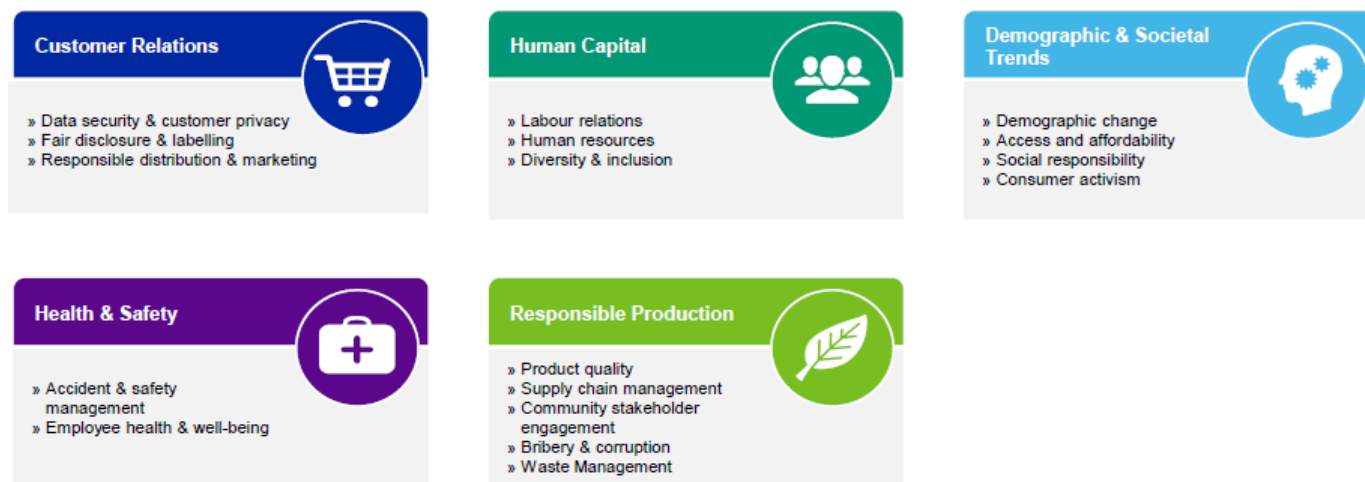 Customer Relations
» Data security & customer privacy
» Fair disclosure & labelling
» Responsible distribution & marketing
Human Capital
» Labour relations
» Human resources
» Diversity & inclusion
Demographic & Societal
Trends
» Demographic change
» Access and affordability
» Social responsibility
» Consumer activism
Health & Safety
» Accident & safety
management
» Employee health & well-being
Responsible Production
» Product quality
» Supply chain management
» Community stakeholder
engagement
» Bribery & corruption
» Waste Management